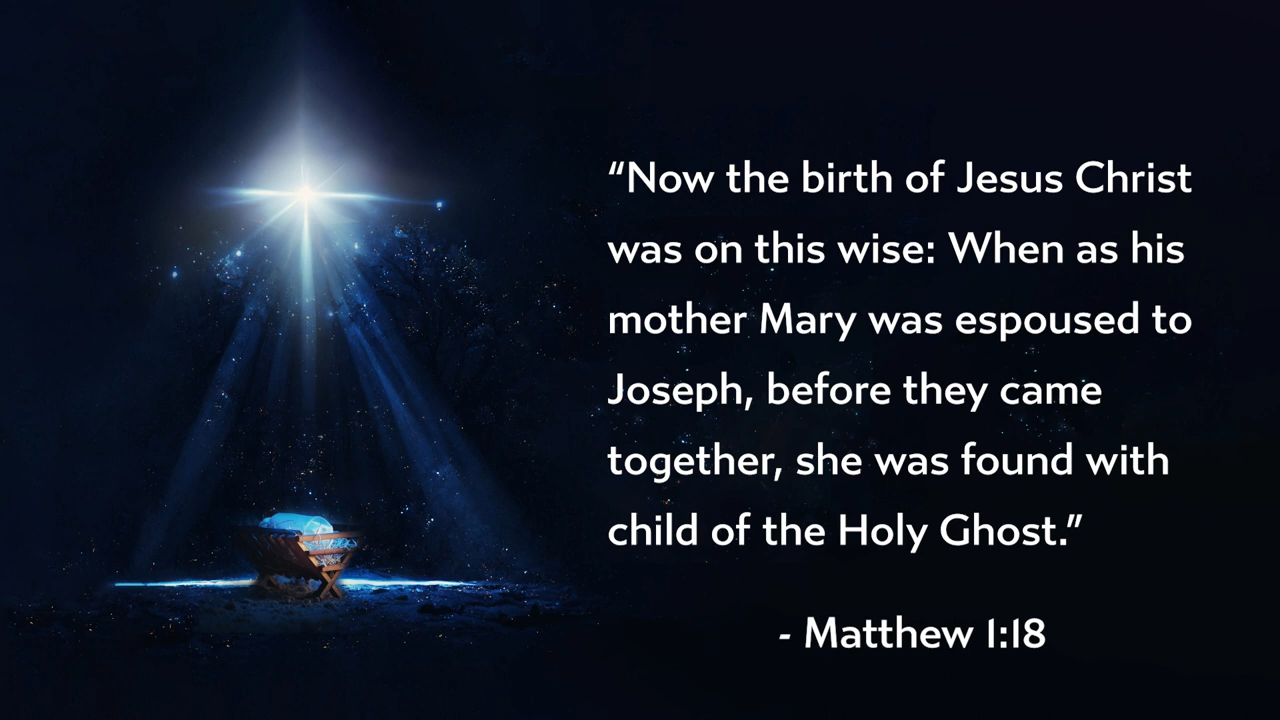 “Now the birth of Jesus Christ
was on this wise: When as his
mother Mary was espoused to
Joseph, before they came
together, she was found with
child of the Holy Ghost.”
- Matthew 1:18